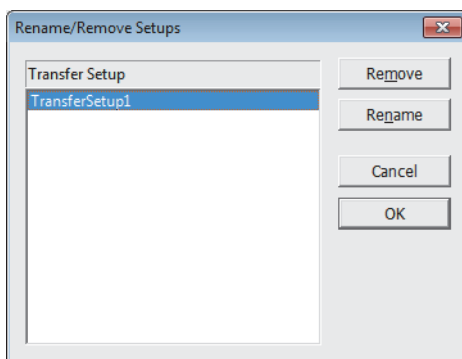 Rename/Remove Setups
Transfer Setup
TransferSetup1
Remove
Rename
Cancel
OK